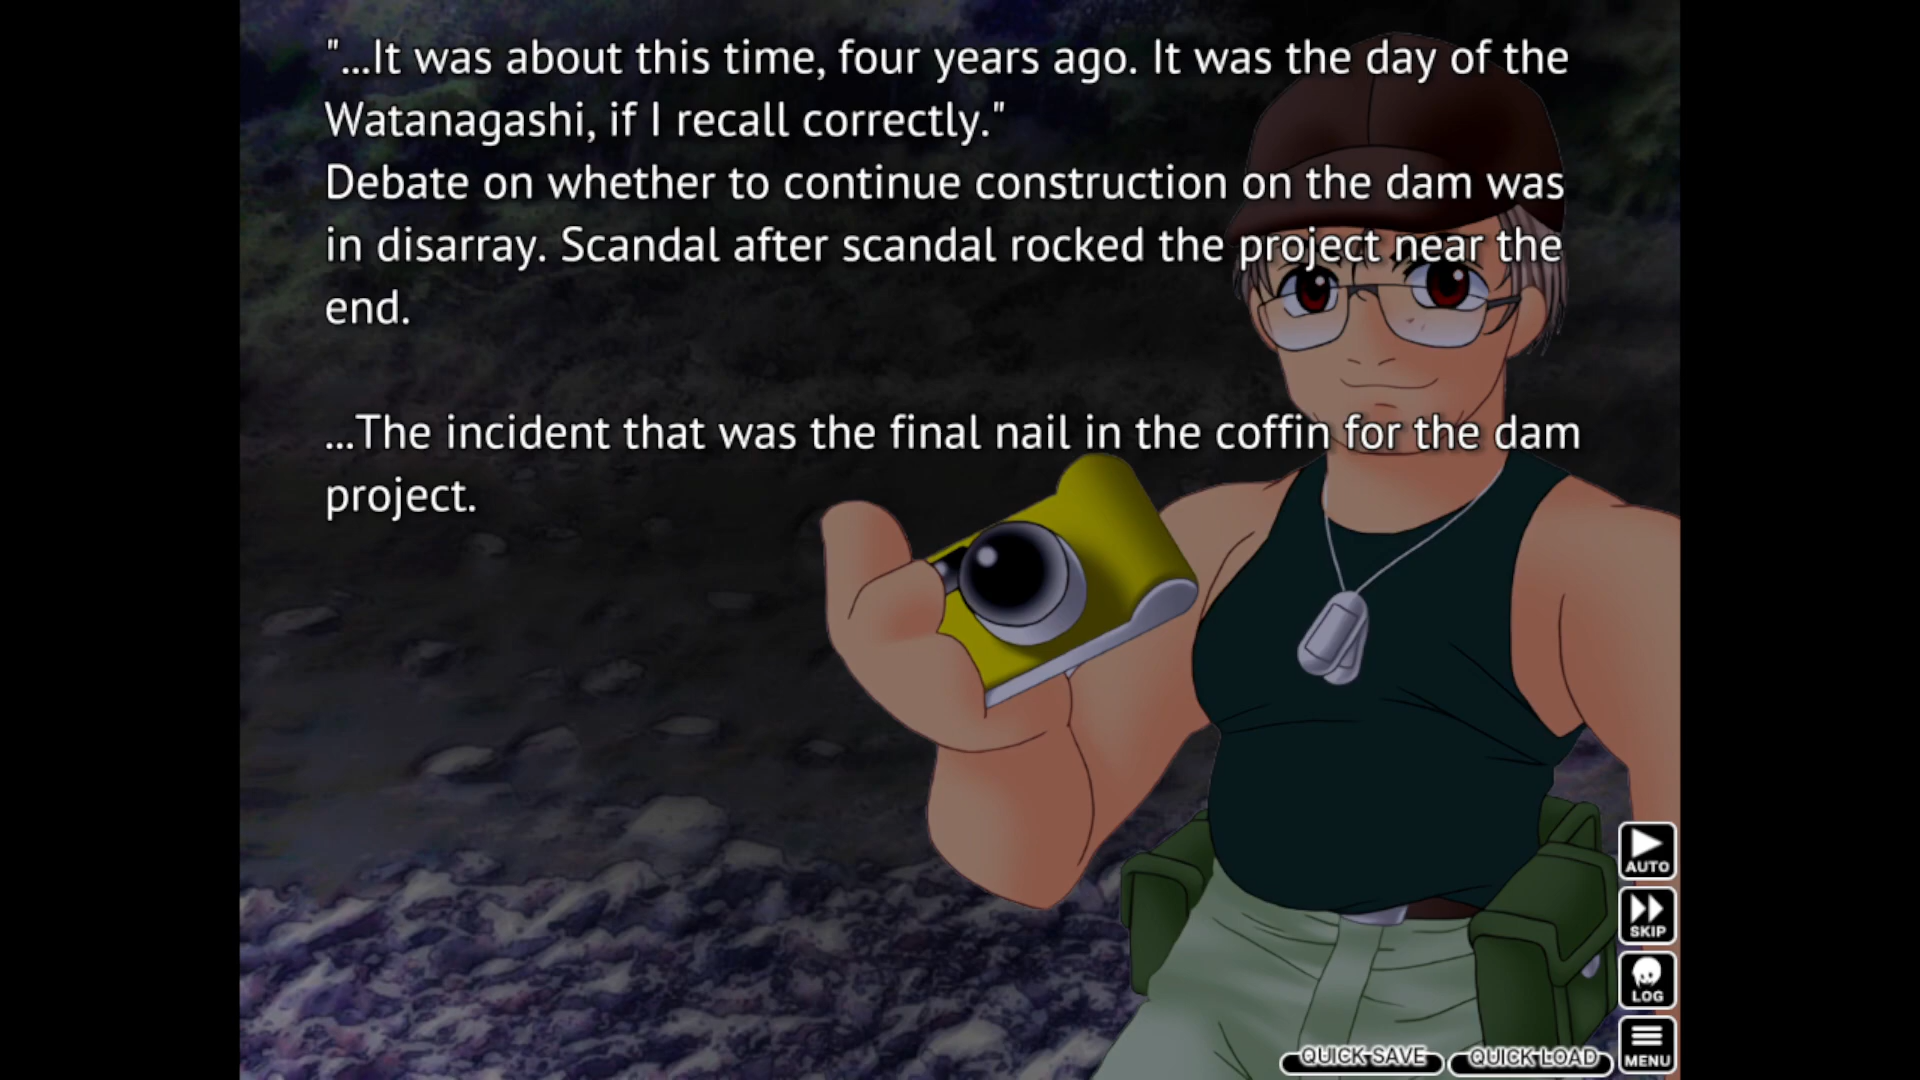 "...It was about this time, four years ago. It was the day of the
Watanagashi, if I recall correctly."
Debate on whether to continue construction on the dam was
in disarray. Scandal after scandal rocked the project near the
end.
...The incident that was the final nail in the coffin for the dam
project.
AUTO
SKIP
LOG
MENU
QUICK SAVE
QUICK LOAD